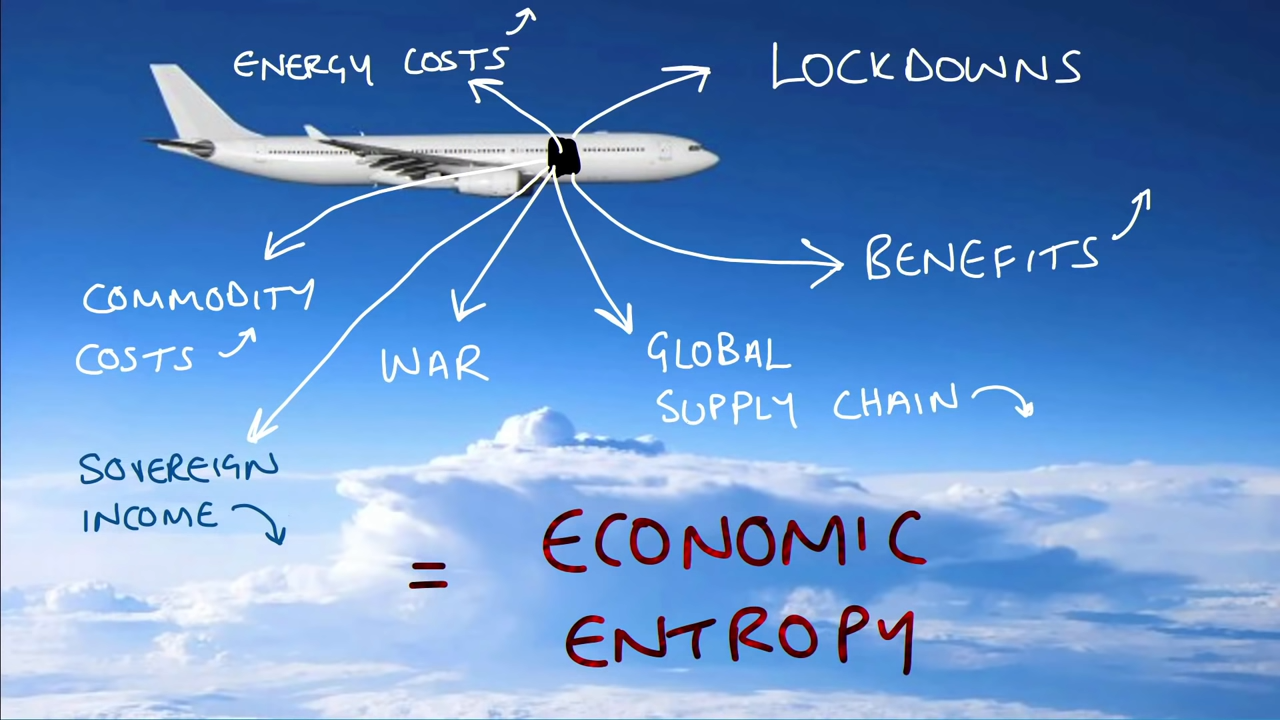 ENERGY COSTS
LOCKDOWNS
BENEFITS
COMMODITY
COSTS
WAR
GLOBAL
SUPPLY CHAIN
SOVEREIGN
INCOME
= ECONOMIC
ENTROPY